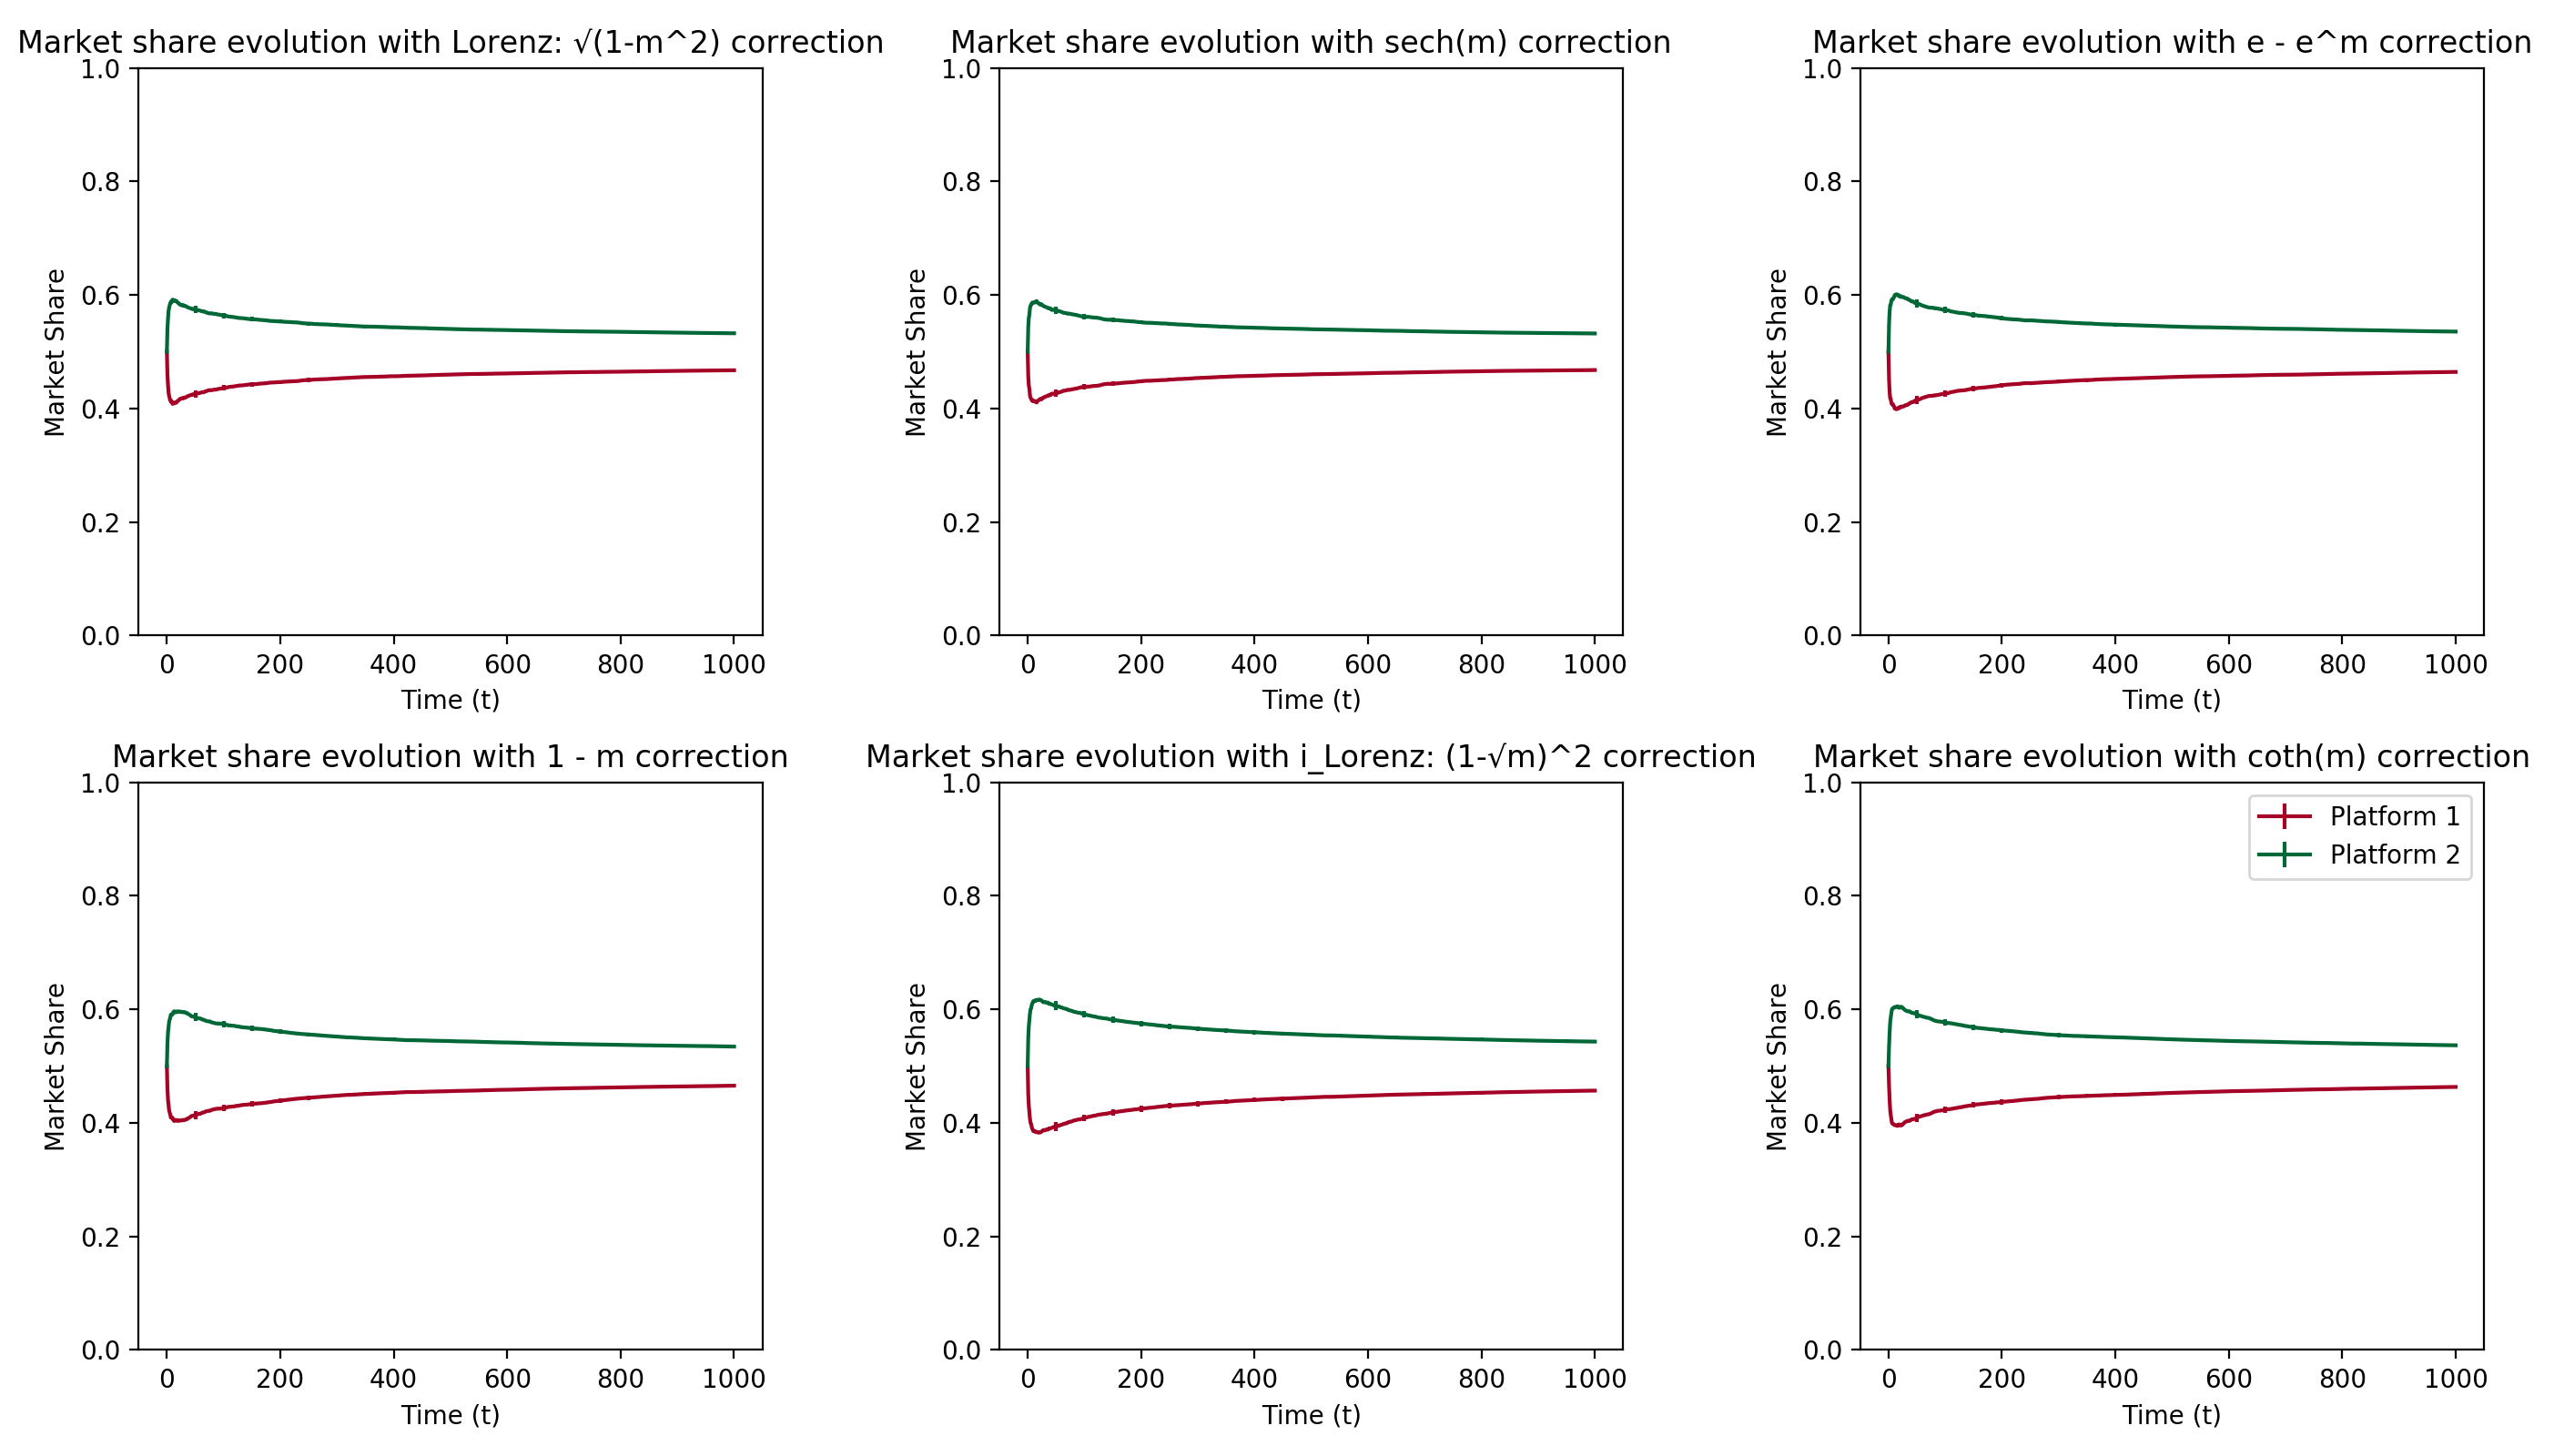 Market share evolution with Lorenz: √(1-m^2) correction
1.0
0.8
0.6
0.4
0.2
0.0
Market Share
0 200 400 600 800 1000
Time (t)
Market share evolution with sech(m) correction
1.0
0.8
0.6
0.4
0.2
0.0
Market Share
0 200 400 600 800 1000
Time (t)
Market share evolution with e - e^m correction
1.0
0.8
0.6
0.4
0.2
0.0
Market Share
0 200 400 600 800 1000
Time (t)
Market share evolution with 1 - m correction
1.0
0.8
0.6
0.4
0.2
0.0
Market Share
0 200 400 600 800 1000
Time (t)
Market share evolution with i_Lorenz: (1-√m)^2 correction
1.0
0.8
0.6
0.4
0.2
0.0
Market Share
0 200 400 600 800 1000
Time (t)
Market share evolution with coth(m) correction
Platform 1
Platform 2
1.0
0.8
0.6
0.4
0.2
0.0
Market Share
0 200 400 600 800 1000
Time (t)